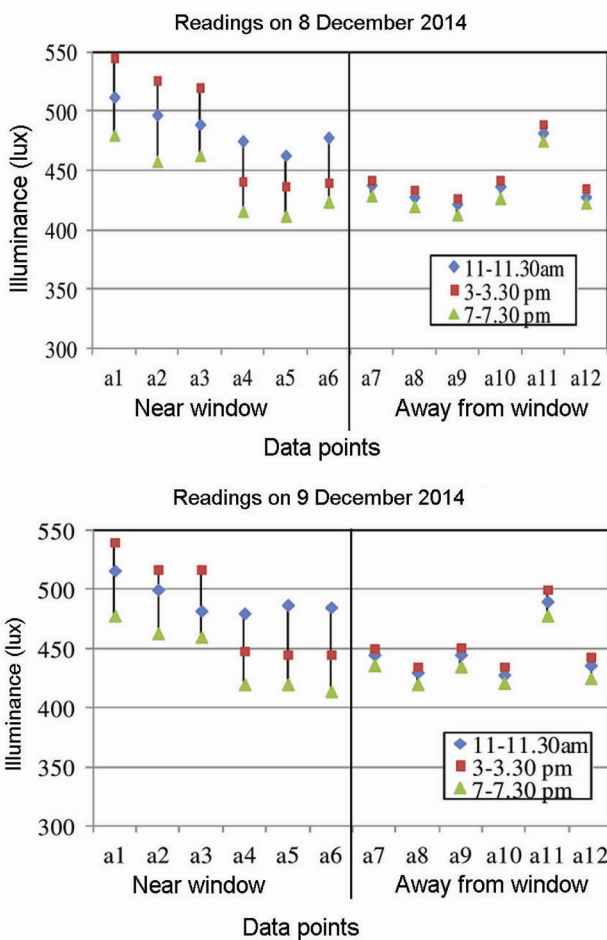 Readings on 8 December 2014
Illuminance (lux)
550
500
450
400
350
300
11-11.30am
3-3.30 pm
7-7.30 pm
a1 a2 a3 a4 a5 a6 a7 a8 a9 a10 a11 a12
Near window Away from window
Data points
Readings on 9 December 2014
Illuminance (lux)
550
500
450
400
350
300
11-11.30am
3-3.30 pm
7-7.30 pm
a1 a2 a3 a4 a5 a6 a7 a8 a9 a10 a11 a12
Near window Away from window
Data points